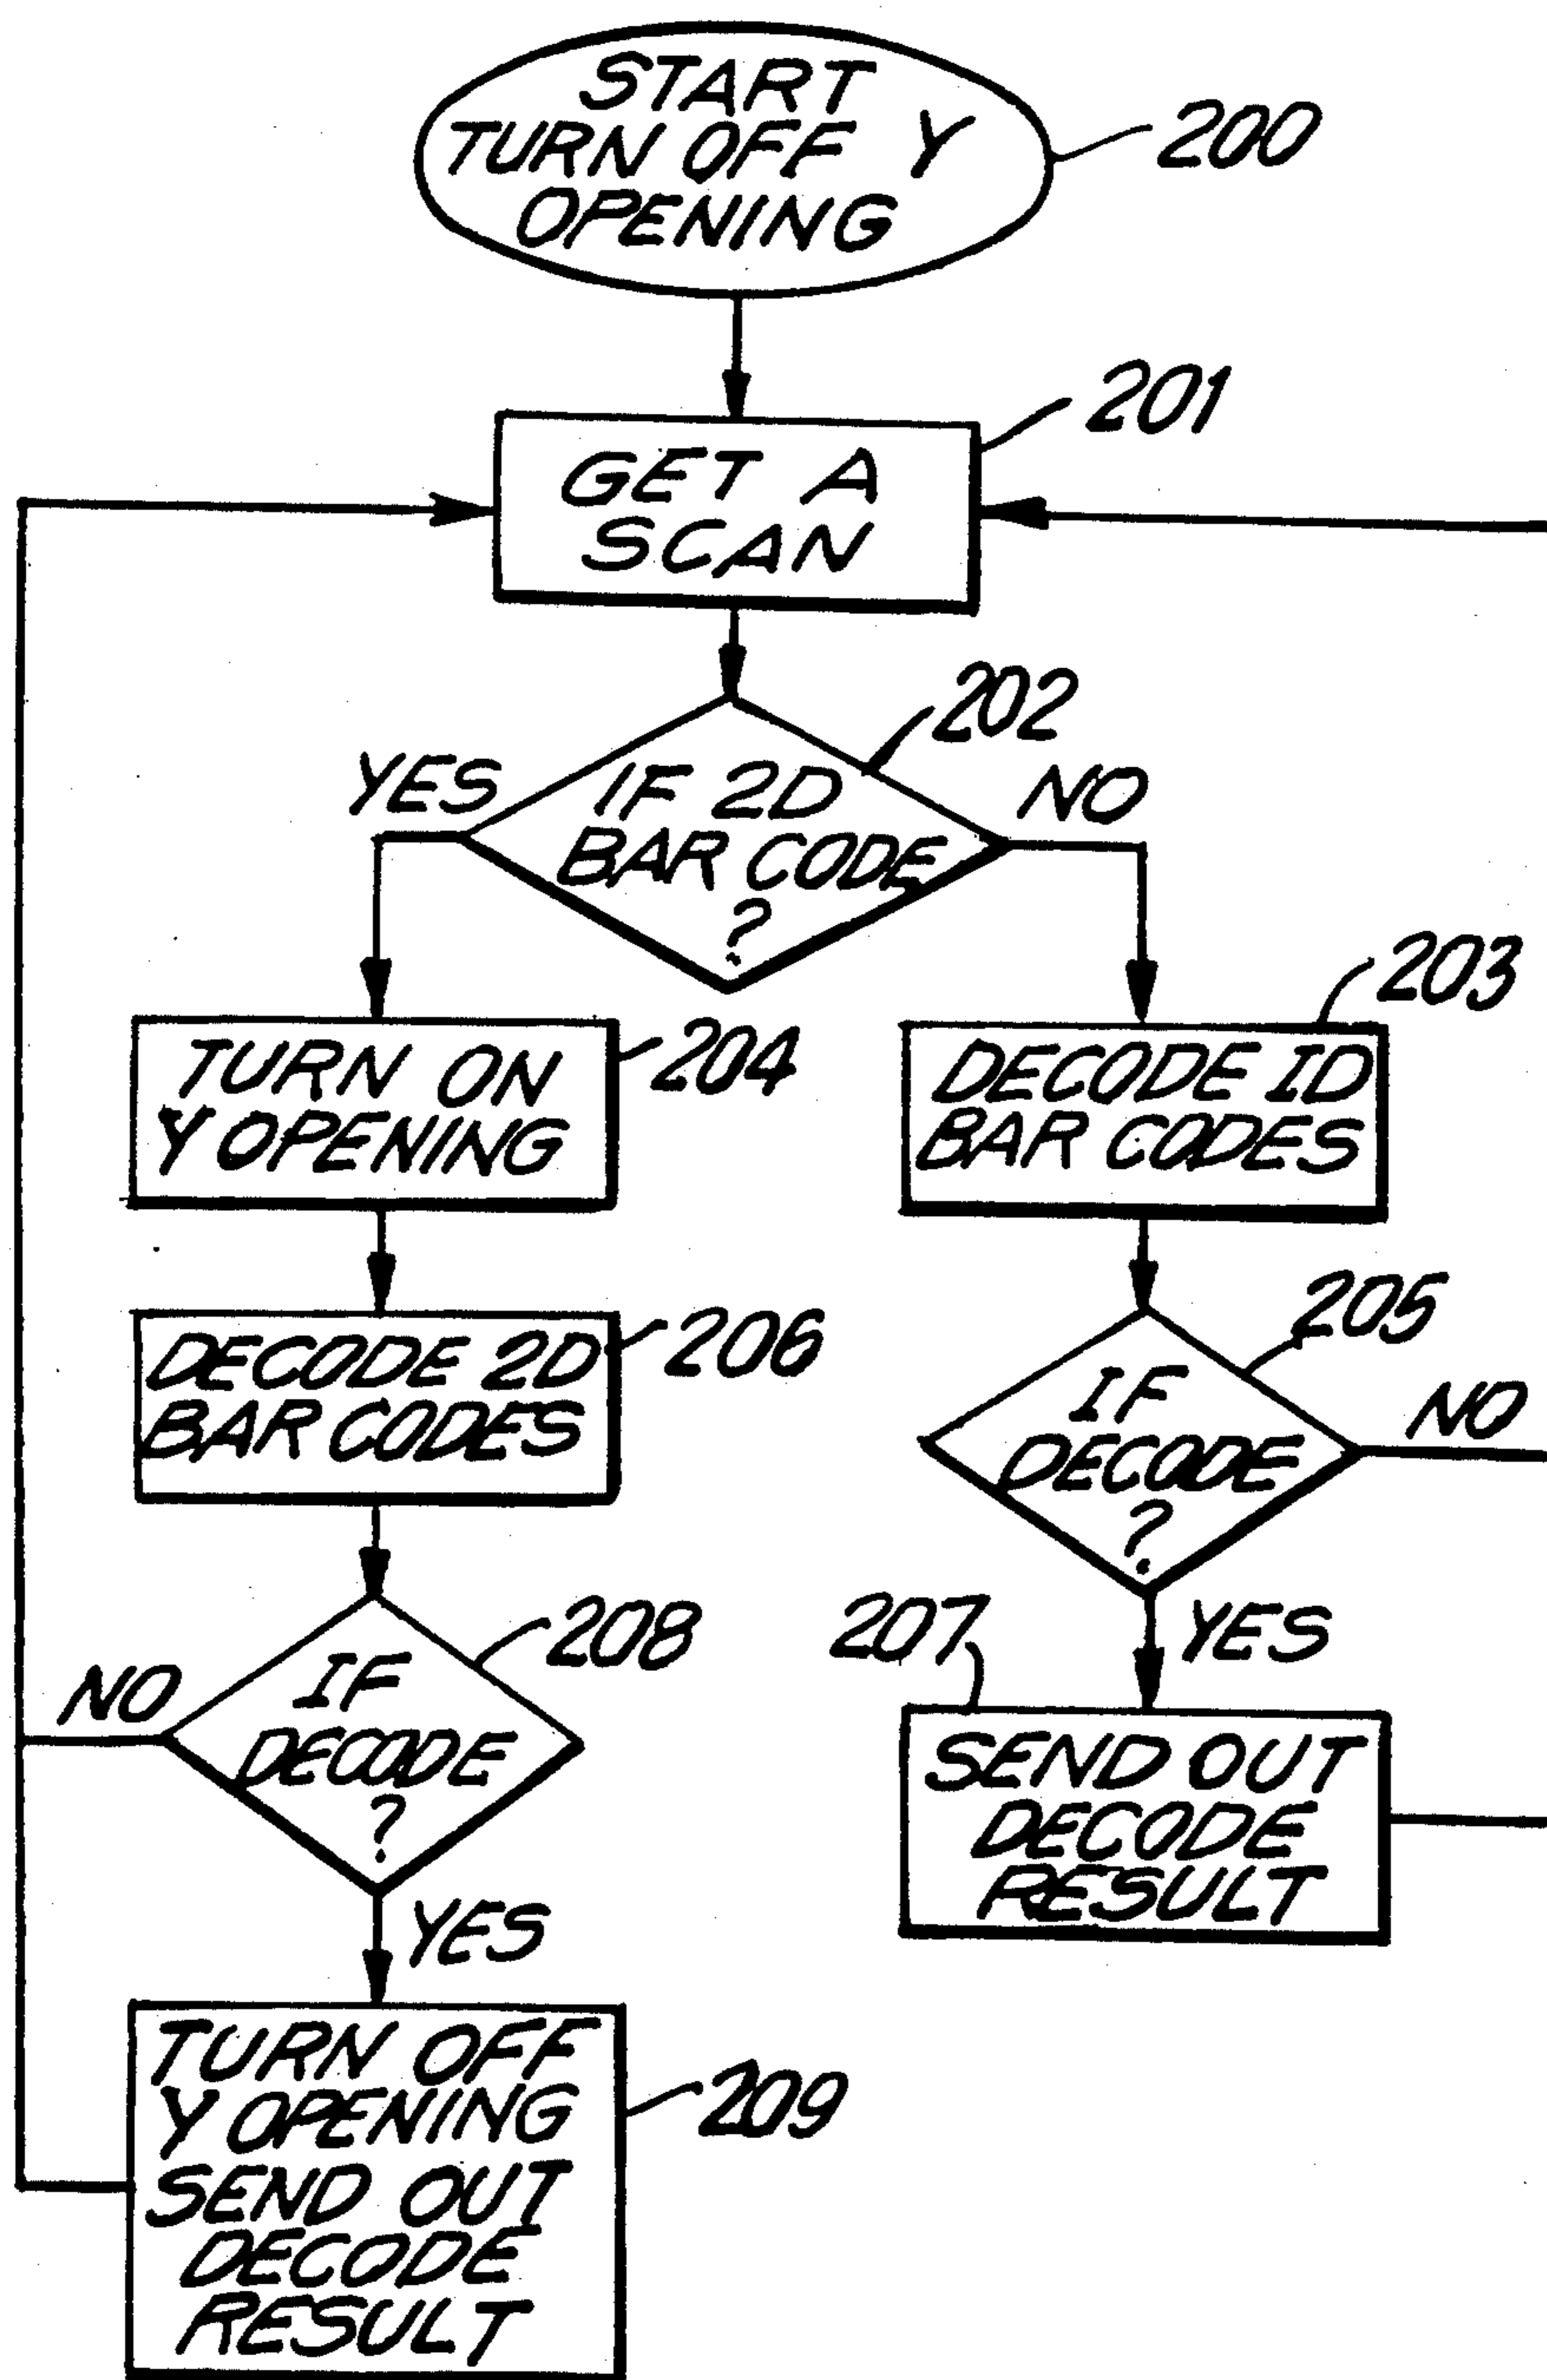 START
TURN OFF Y
OPENING
200
201
GET A
SCAN
202
YES
IF 2D
BAR CODE
?
NO
203
TURN ON
Y OPENING
204
DECODE 1D
BAR CODES
205
DECODE 2D
BAR CODES
206
IF
DECODE
?
NO
208
207
YES
IF
DECODE
?
NO
SEND OUT
DECODE
RESULT
YES
TURN OFF
Y OPENING
SEND OUT
DECODE
RESULT
209